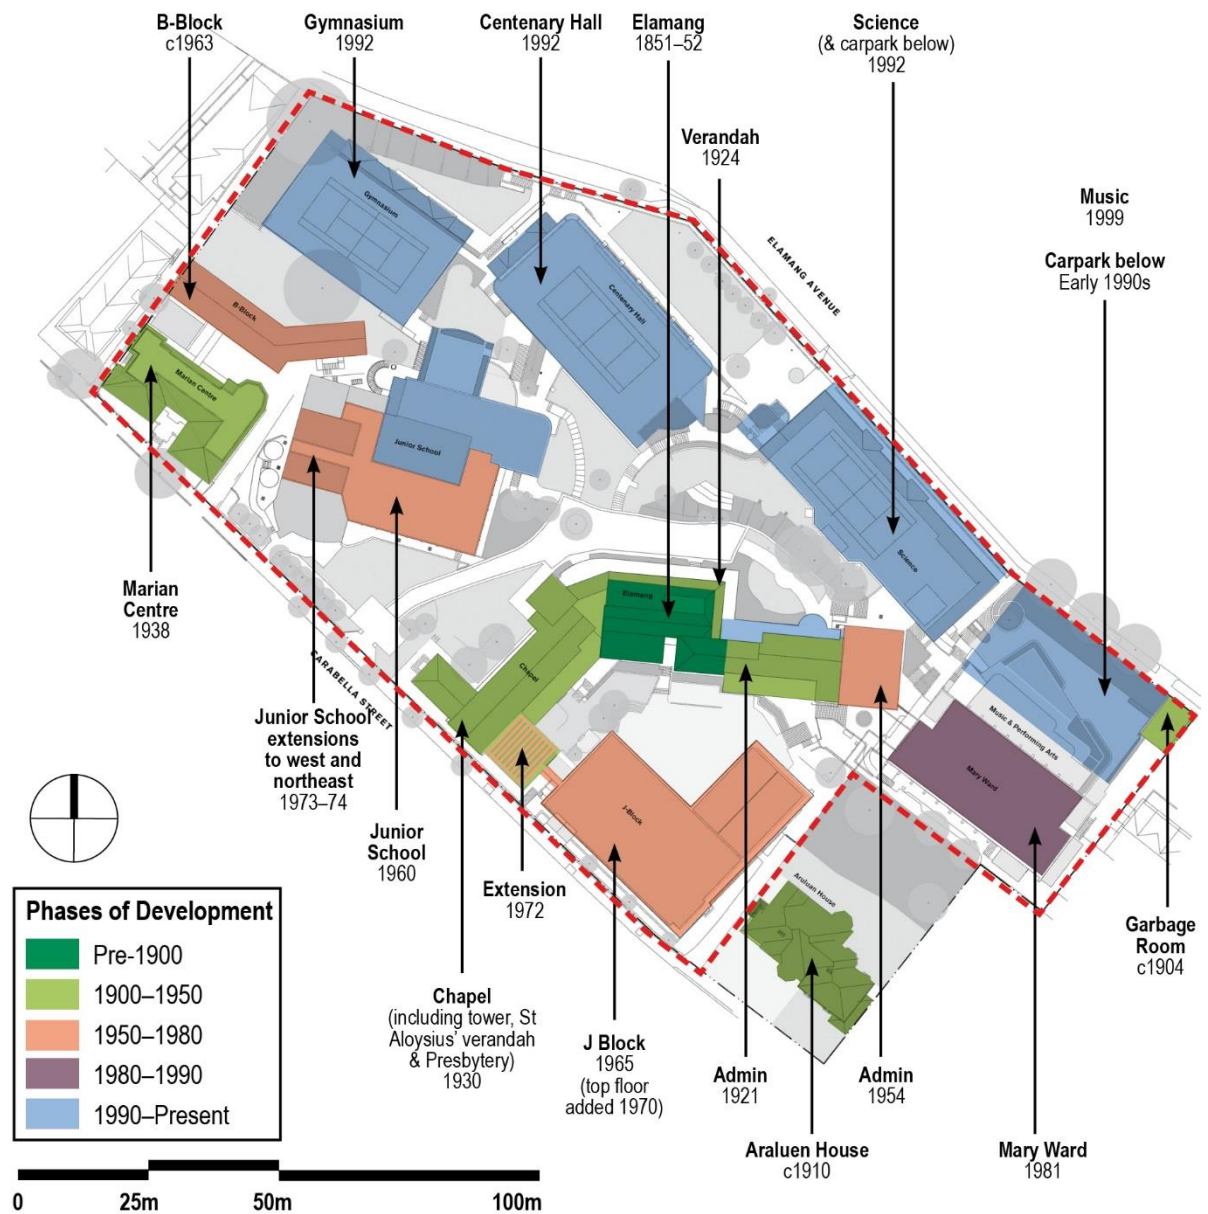 B-Block
c1963
Gymnasium
1992
Centenary Hall
1992
Elamang
1851–52
Science
(& carpark below)
1992
Verandah
1924
Music
1999
Carpark below
Early 1990s
ELAMANG AVENUE
Gymnasium
Centenary Hall
B-Block
Marian Centre
Junior School
Science
Elamang
Chapel
Music & Performing Arts
Mary Ward
J-Block
Aruluan House
CARABELLA STREET
Marian
Centre
1938
Junior School
extensions
to west and
northeast
1973–74
Junior
School
1960
Extension
1972
Chapel
(including tower, St
Aloysius’ verandah
& Presbytery)
1930
J Block
1965
(top floor
added 1970)
Admin
1921
Admin
1954
Araluen House
c1910
Mary Ward
1981
Garbage
Room
c1904
Phases of Development
Pre-1900
1900–1950
1950–1980
1980–1990
1990–Present
0 25m 50m 100m